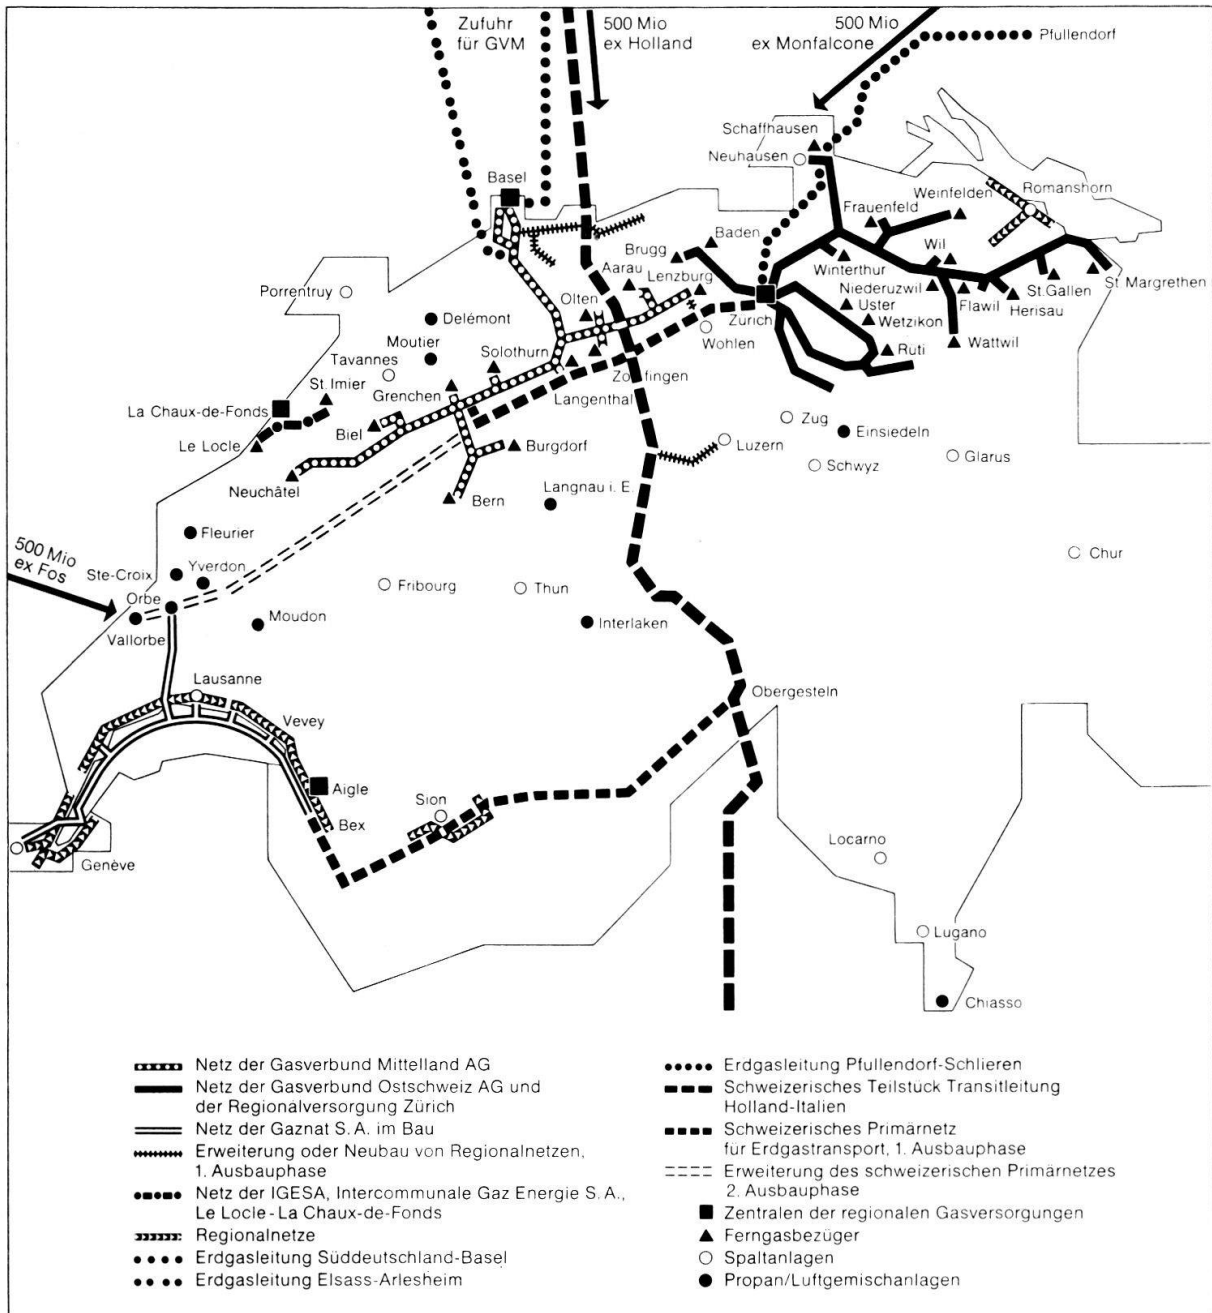 Zufuhr
für GVM
500 Mio
ex Holland
500 Mio
ex Monfalcone
Pfullendorf
Schaffhausen
Neuhausen
Basel
Weinfelden
Romanshorn
Frauenfeld
Baden
Brugg
Wil
Aarau
Lenzburg
Winterthur
Niederuzwil
Flawil
St.Gallen
St. Margrethen
Herisau
Porrentruy
Olten
Zürich
Uster
Wetzikon
Wattwil
Delémont
Wohlen
Rüti
Moutier
Solothurn
Tavannes
Zofingen
St. Imier
Grenchen
Langenthal
La Chaux-de-Fonds
Zug
Einsiedeln
Le Locle
Biel
Burgdorf
Luzern
Schwyz
Glarus
Neuchâtel
Bern
Langnau i. E.
Fleurier
500 Mio
ex Fos
Ste-Croix
Yverdon
Chur
Orbe
Fribourg
Thun
Vallorbe
Moudon
Interlaken
Lausanne
Obergesteln
Vevey
Aigle
Sion
Bex
Genève
Locarno
Lugano
Chiasso
Netz der Gasverbund Mittelland AG
Netz der Gasverbund Ostschweiz AG und
der Regionalversorgung Zürich
Netz der Gaznat S.A. im Bau
Erweiterung oder Neubau von Regionalnetzen,
1. Ausbauphase
Netz der IGESA, Intercommunale Gaz Energie S.A.,
Le Locle-La Chaux-de-Fonds
Regionalnetze
Erdgasleitung Süddeutschland-Basel
Erdgasleitung Elsass-Arlesheim
Erdgasleitung Pfullendorf-Schlieren
Schweizerisches Teilstück Transitleitung
Holland-Italien
Schweizerisches Primärnetz
für Erdgastransport, 1. Ausbauphase
Erweiterung des schweizerischen Primärnetzes
2. Ausbauphase
Zentralen der regionalen Gasversorgungen
Ferngasbezüger
Spaltanlagen
Propan/Luftgemischanlagen